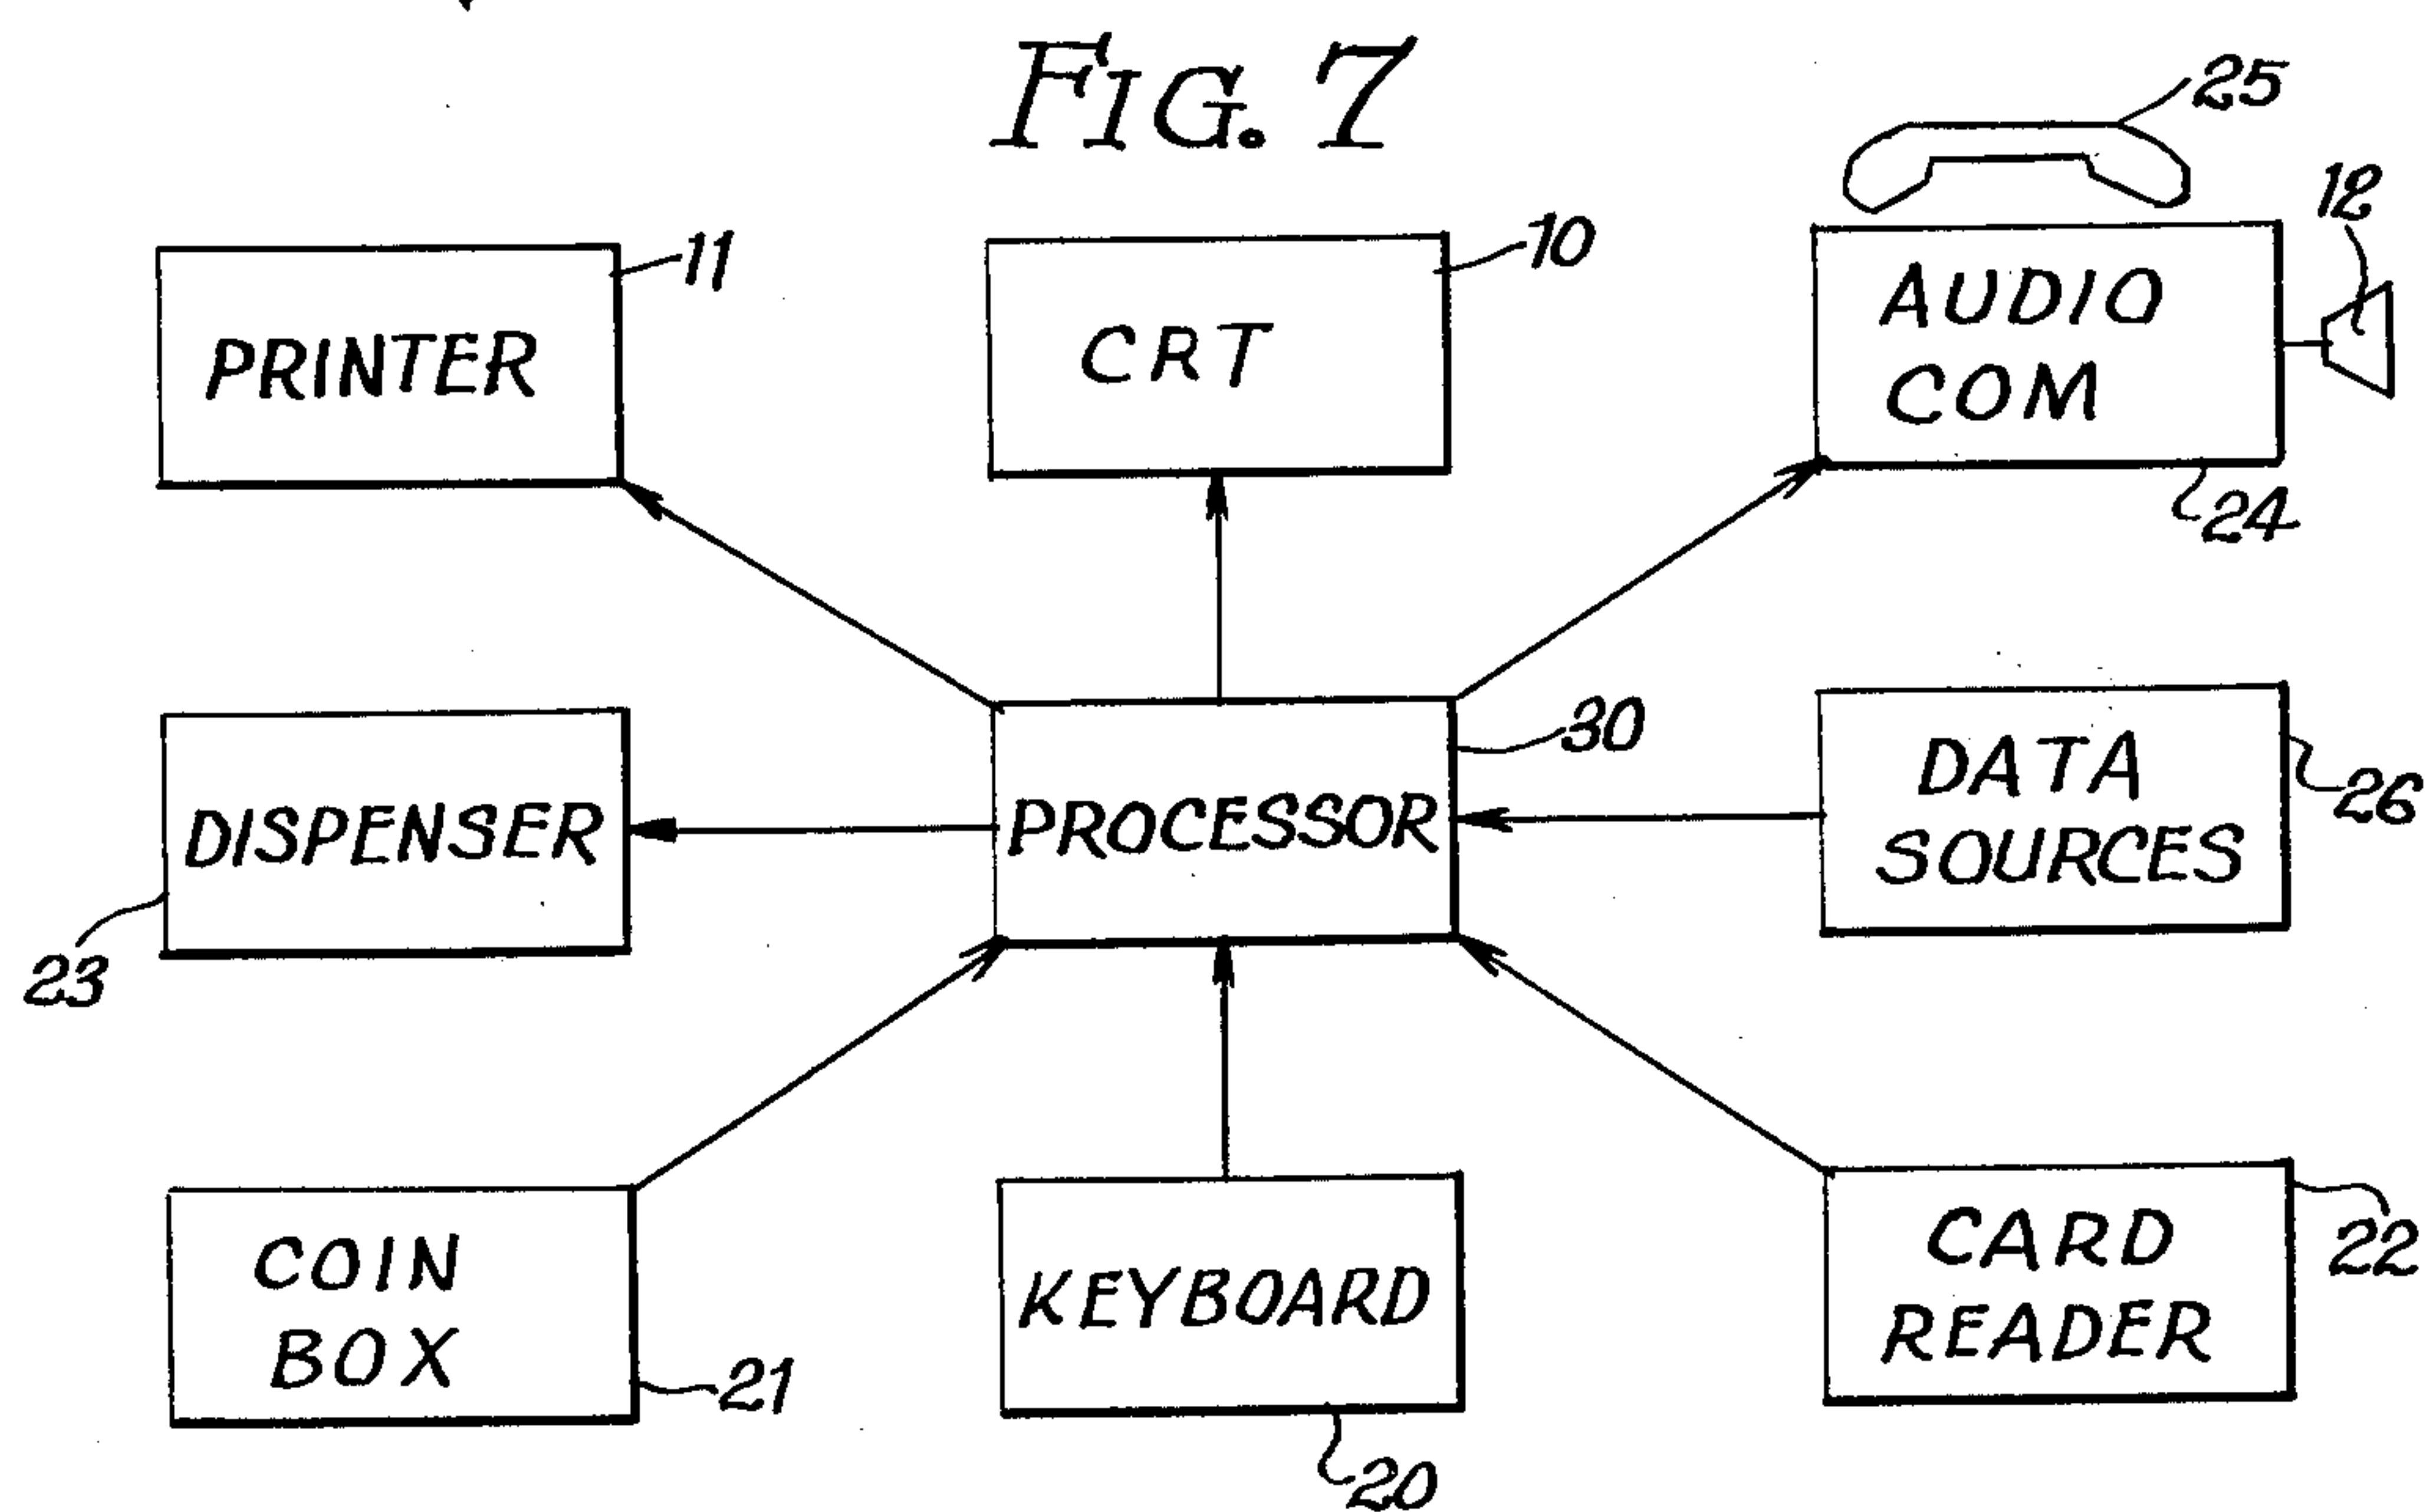 FIG. 7
25
12
11
10
PRINTER
CRT
AUDIO
COM
24
30
DISPENSER
PROCESSOR
DATA
SOURCES
26
23
COIN
BOX
21
KEYBOARD
20
CARD
READER
22